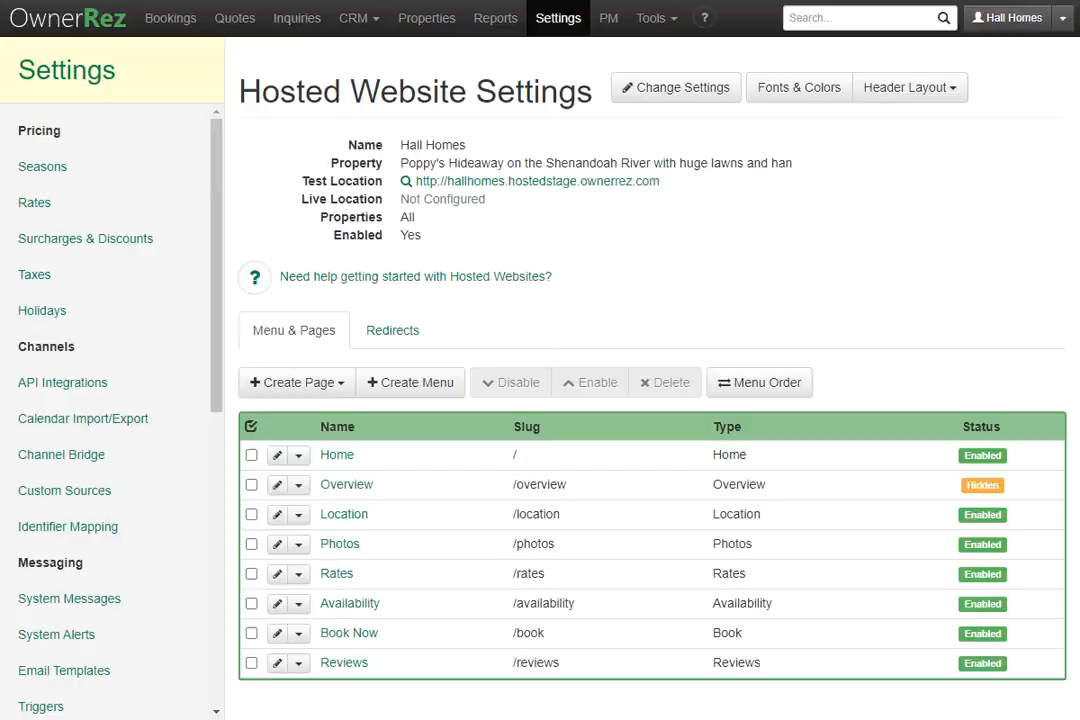 OwnerRez Bookings Quotes Inquiries CRM Properties Reports Settings PM Tools ? Search... Hall Homes
Settings
Pricing
Seasons
Rates
Surcharges & Discounts
Taxes
Holidays
Channels
API Integrations
Calendar Import/Export
Channel Bridge
Custom Sources
Identifier Mapping
Messaging
System Messages
System Alerts
Email Templates
Triggers
Hosted Website Settings Change Settings Fonts & Colors Header Layout
Name Hall Homes
Property Poppy's Hideaway on the Shenandoah River with huge lawns and han
Test Location http://hallhomes.hostedstage.ownerrez.com
Live Location Not Configured
Properties All
Enabled Yes
? Need help getting started with Hosted Websites?
Menu & Pages Redirects
Create Page Create Menu Disable Enable Delete Menu Order
Name Slug Type Status
Home / Home Enabled
Overview /overview Overview Hidden
Location /location Location Enabled
Photos /photos Photos Enabled
Rates /rates Rates Enabled
Availability /availability Availability Enabled
Book Now /book Book Enabled
Reviews /reviews Reviews Enabled